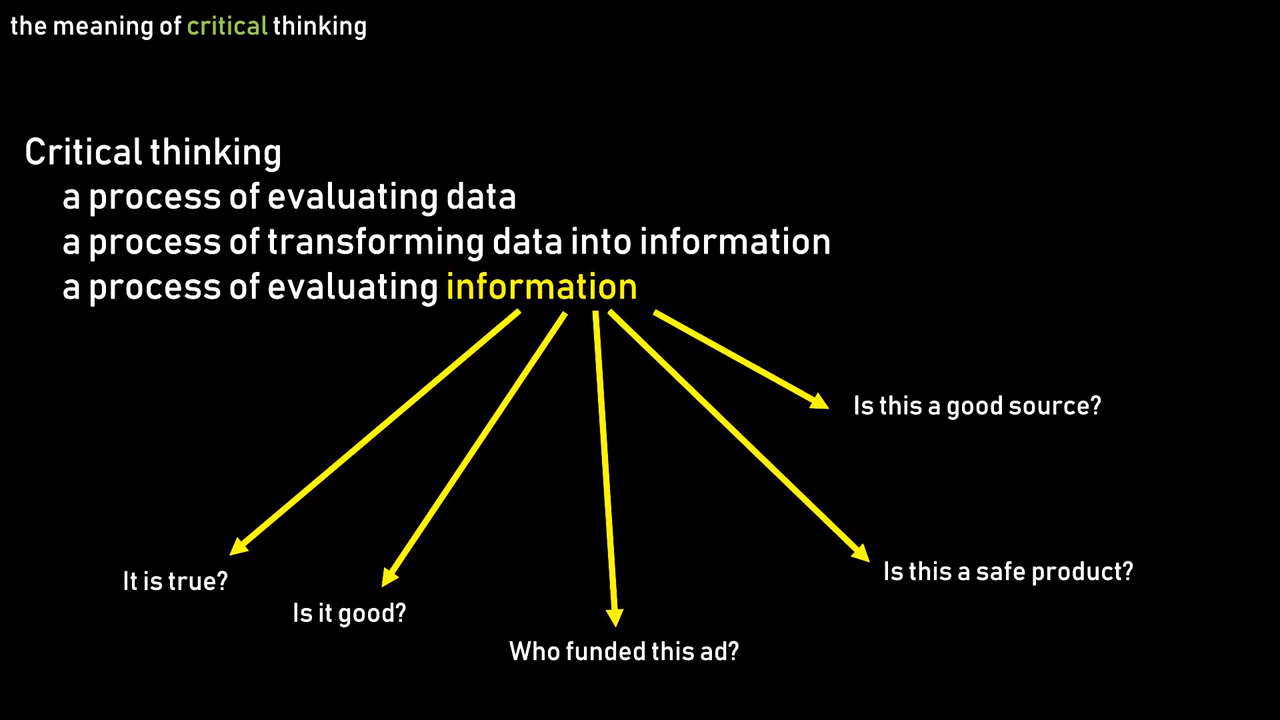 the meaning of critical thinking
Critical thinking
a process of evaluating data
a process of transforming data into information
a process of evaluating information
Is this a good source?
It is true?
Is it good?
Who funded this ad?
Is this a safe product?